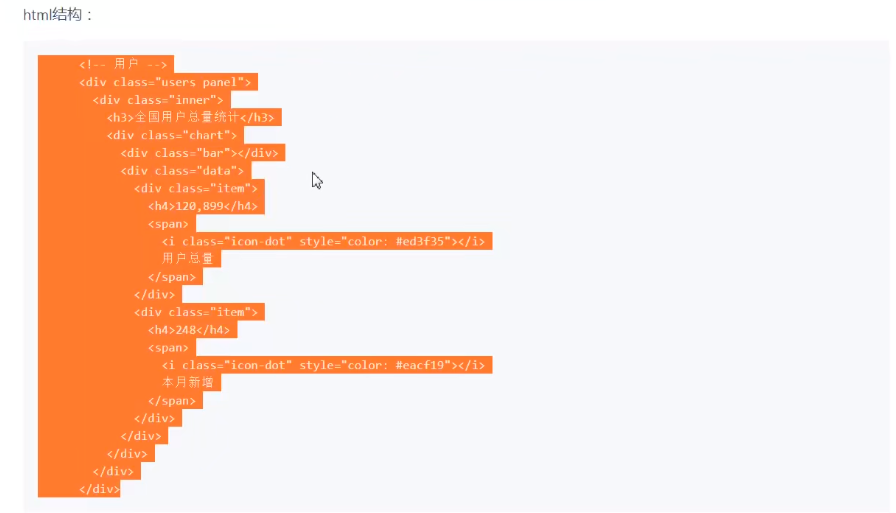 html结构：
<!-- 用户 -->
<div class="users panel">
<div class="inner">
<h3>全国用户总量统计</h3>
<div class="chart">
<div class="bar"></div>
<div class="data">
<div class="item">
<h4>120,899</h4>
<span>
<i class="icon-dot" style="color: #ed3f35"></i>
用户总量
</span>
</div>
<div class="item">
<h4>248</h4>
<span>
<i class="icon-dot" style="color: #eacf19"></i>
本月新增
</span>
</div>
</div>
</div>
</div>
</div>